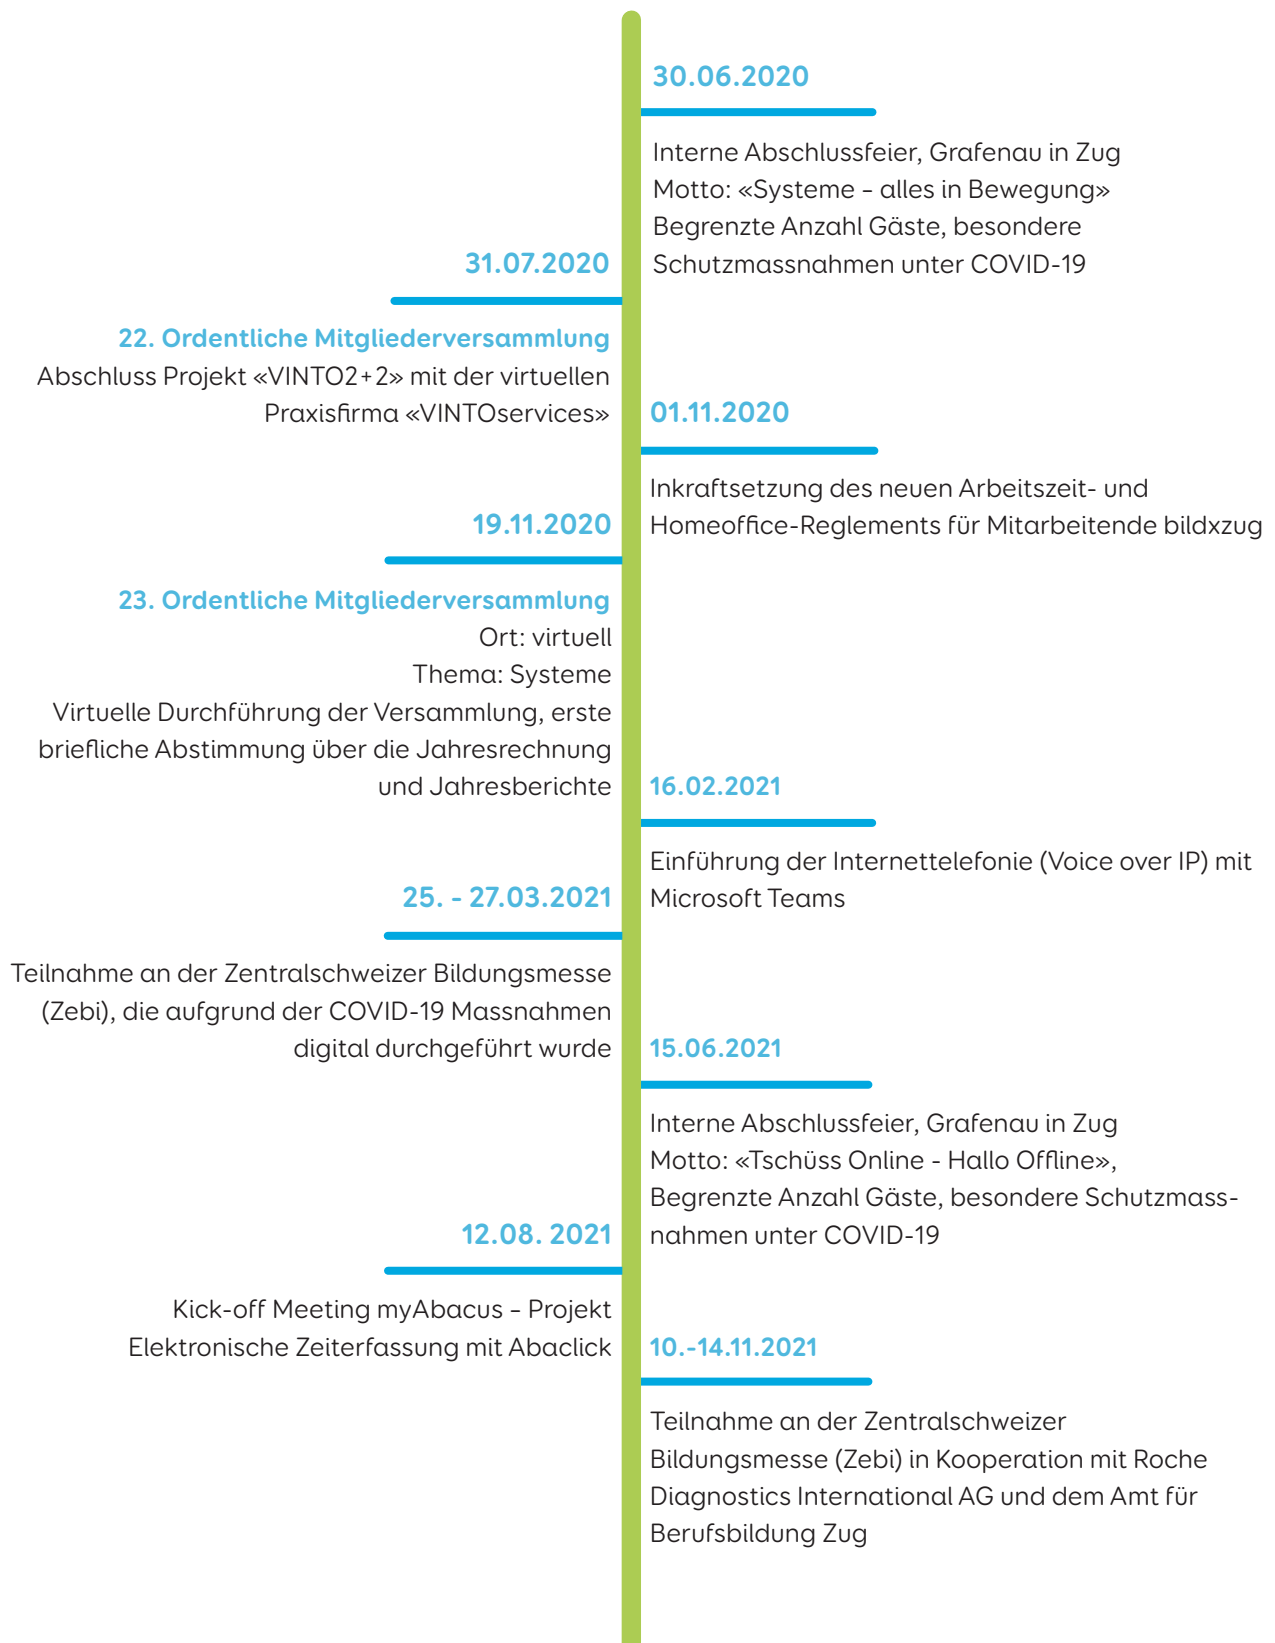 30.06.2020
Interne Abschlussfeier, Grafenau in Zug
Motto: «Systeme – alles in Bewegung»
Begrenzte Anzahl Gäste, besondere
Schutzmassnahmen unter COVID-19
31.07.2020
22. Ordentliche Mitgliederversammlung
Abschluss Projekt «VINTO2+2» mit der virtuellen
Praxisfirma «VINTOservices»
01.11.2020
Inkraftsetzung des neuen Arbeitszeit- und
Homeoffice-Reglements für Mitarbeitende bildxzug
19.11.2020
23. Ordentliche Mitgliederversammlung
Ort: virtuell
Thema: Systeme
Virtuelle Durchführung der Versammlung, erste
briefliche Abstimmung über die Jahresrechnung
und Jahresberichte
16.02.2021
Einführung der Internettelefonie (Voice over IP) mit
Microsoft Teams
25. - 27.03.2021
Teilnahme an der Zentralschweizer Bildungsmesse
(Zebi), die aufgrund der COVID-19 Massnahmen
digital durchgeführt wurde
15.06.2021
Interne Abschlussfeier, Grafenau in Zug
Motto: «Tschüss Online - Hallo Offline»,
Begrenzte Anzahl Gäste, besondere Schutzmass-
nahmen unter COVID-19
12.08. 2021
Kick-off Meeting myAbacus – Projekt
Elektronische Zeiterfassung mit Abaclick
10.-14.11.2021
Teilnahme an der Zentralschweizer
Bildungsmesse (Zebi) in Kooperation mit Roche
Diagnostics International AG und dem Amt für
Berufsbildung Zug